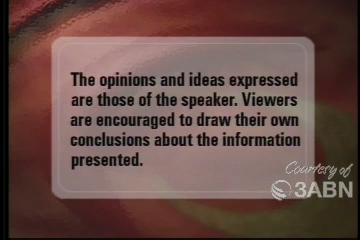 The opinions and ideas expressed
are those of the speaker. Viewers
are encouraged to draw their own
conclusions about the information
presented.
Courtesy of
3ABN